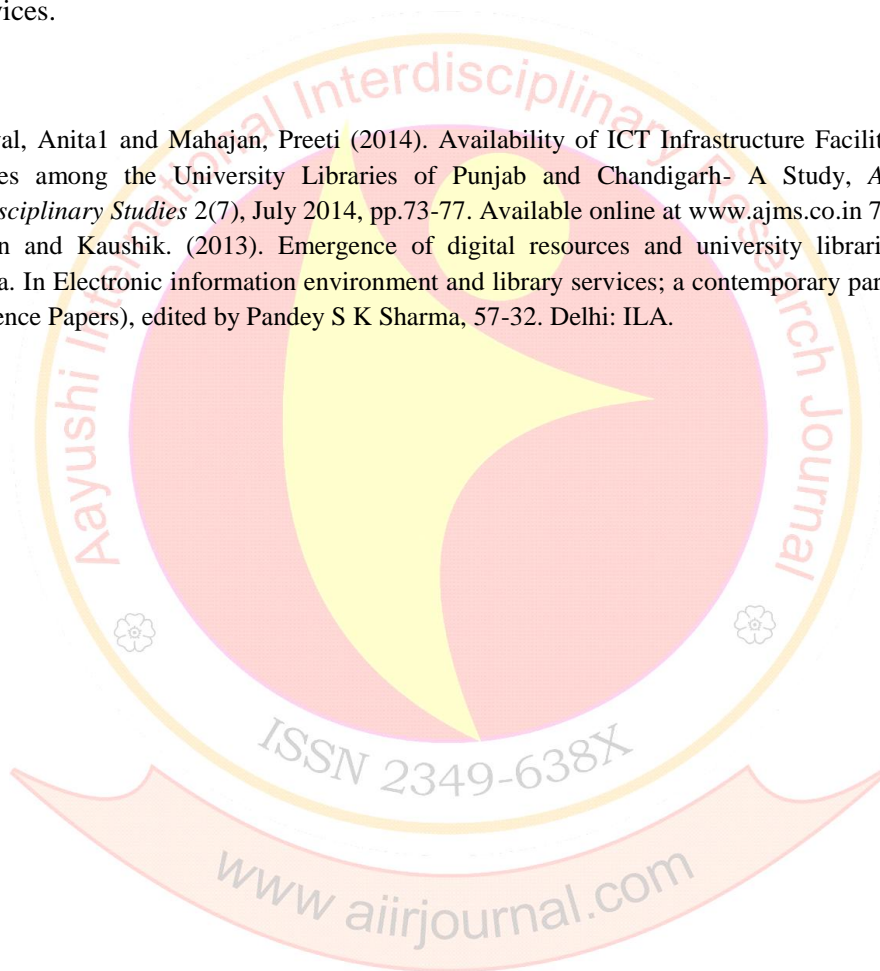 vices.
val, Anita1 and Mahajan, Preeti (2014). Availability of ICT Infrastructure Facilit
es among the University Libraries of Punjab and Chandigarh- A Study, A
sciplinary Studies 2(7), July 2014, pp.73-77. Available online at www.ajms.co.in 7
n and Kaushik. (2013). Emergence of digital resources and university librari
a. In Electronic information environment and library services; a contemporary par
ence Papers), edited by Pandey S K Sharma, 57-32. Delhi: ILA.
Aayushi International Interdisciplinary Research Journal
ISSN 2349-638X
www.aiirjournal.com